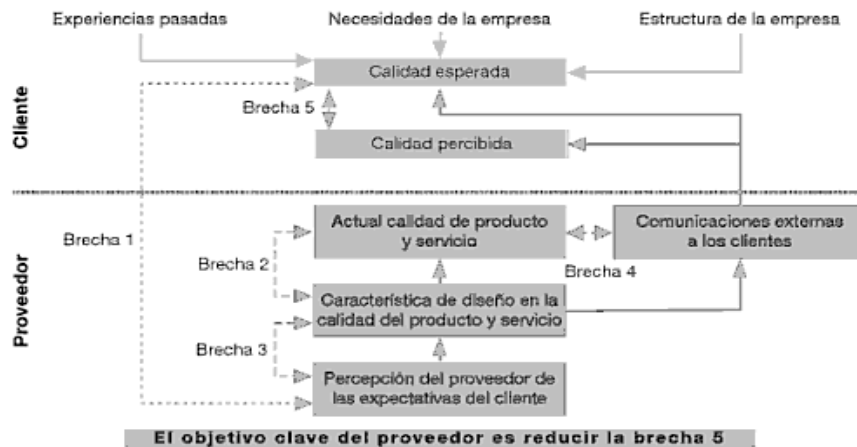 Experiencias pasadas
Necesidades de la empresa
Estructura de la empresa
Calidad esperada
Brecha 5
Calidad percibida
Cliente
Actual calidad de producto
y servicio
Comunicaciones externas
a los clientes
Brecha 1
Brecha 2
Brecha 4
Característica de diseño en la
calidad del producto y servicio
Brecha 3
Percepción del proveedor de
las expectativas del cliente
Proveedor
El objetivo clave del proveedor es reducir la brecha 5